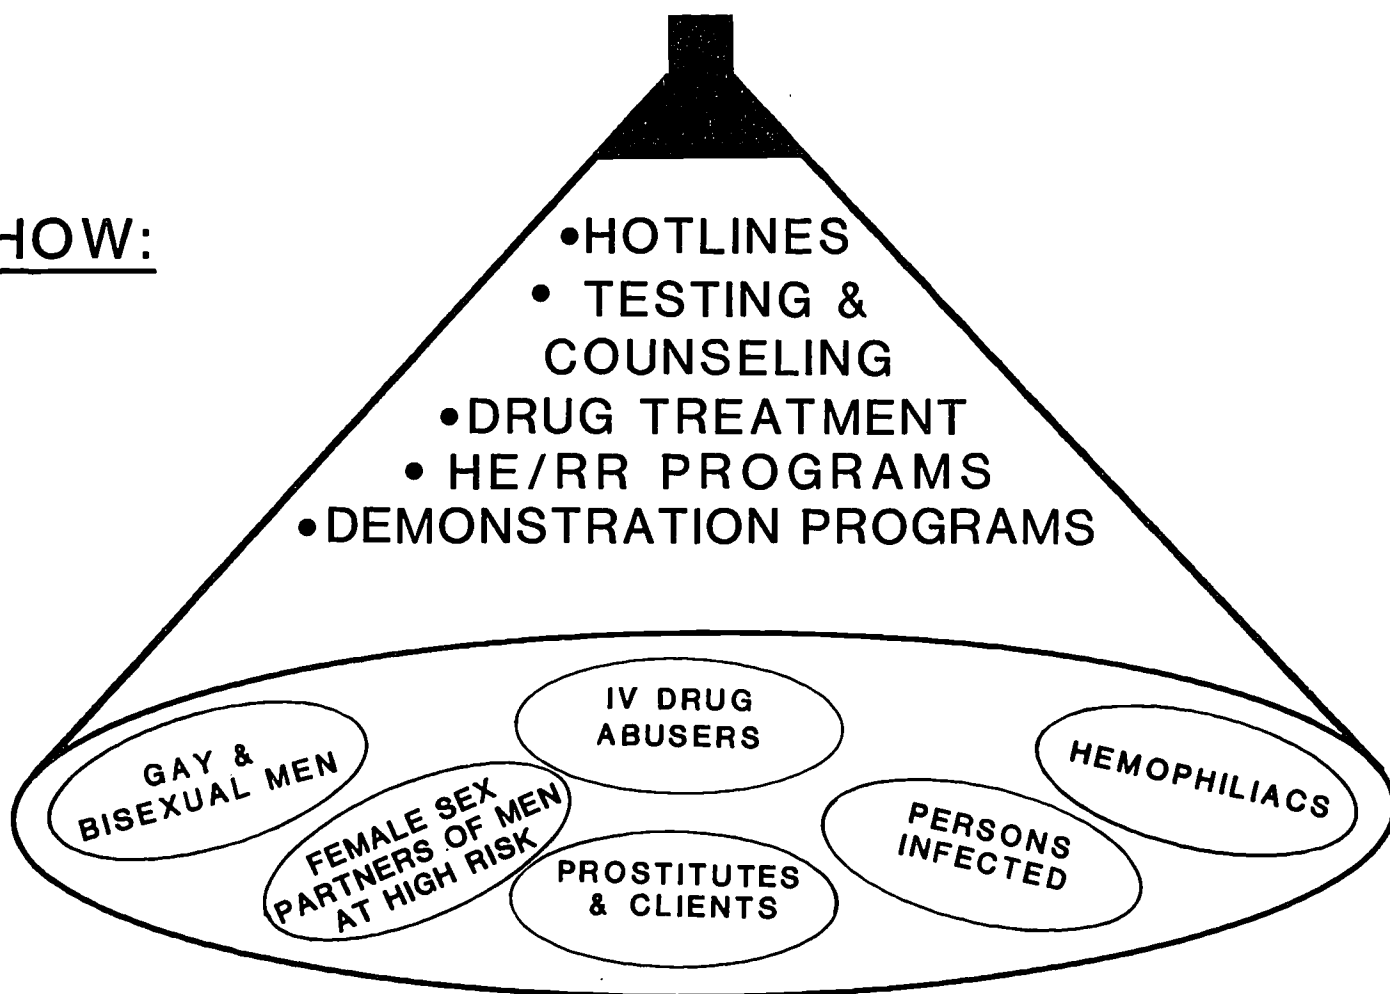 HOW:
•HOTLINES
• TESTING &
COUNSELING
•DRUG TREATMENT
• HE/RR PROGRAMS
•DEMONSTRATION PROGRAMS
GAY &
BISEXUAL MEN
FEMALE SEX
PARTNERS OF MEN
AT HIGH RISK
IV DRUG
ABUSERS
PROSTITUTES
& CLIENTS
PERSONS
INFECTED
HEMOPHILIACS